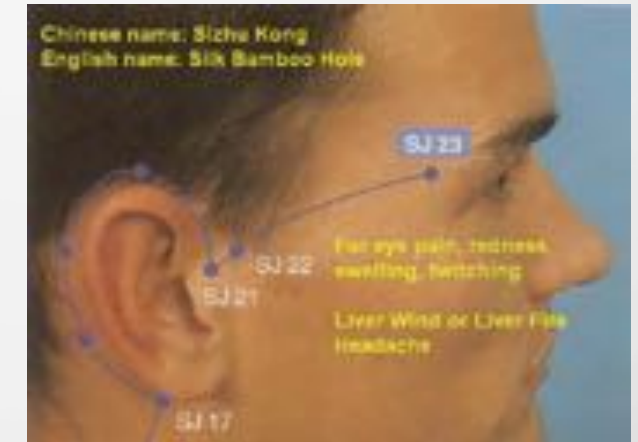 Chinese name: Sizhu Kong
English name: Silk Bamboo Hole
SJ 23
For eye pain, redness,
swelling, twitching
SJ 22
SJ 21
Liver Wind or Liver Fire
Headache
SJ 17